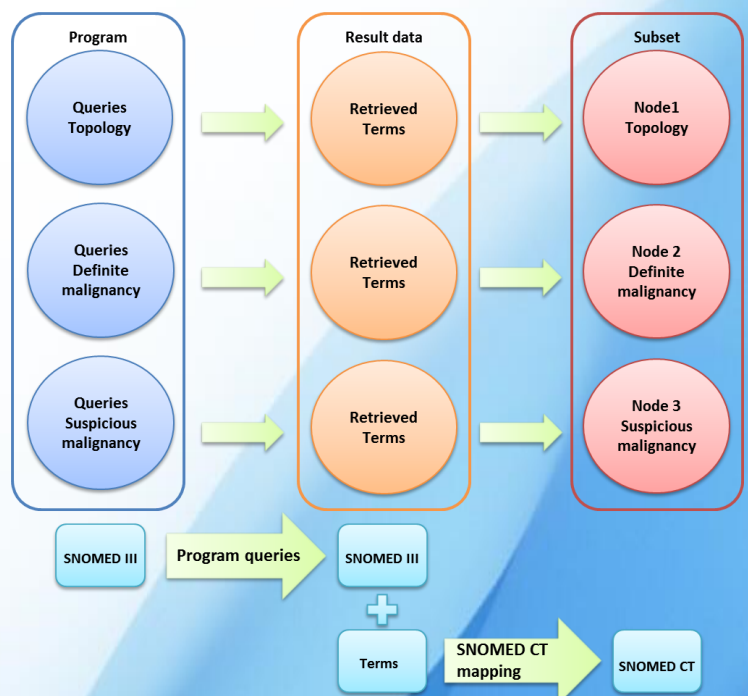 Program
Result data
Subset
Queries
Topology
Retrieved
Terms
Node1
Topology
Queries
Definite
malignancy
Retrieved
Terms
Node 2
Definite
malignancy
Queries
Suspicious
malignancy
Retrieved
Terms
Node 3
Suspicious
malignancy
SNOMED III
Program queries
SNOMED III
Terms
SNOMED CT
mapping
SNOMED CT